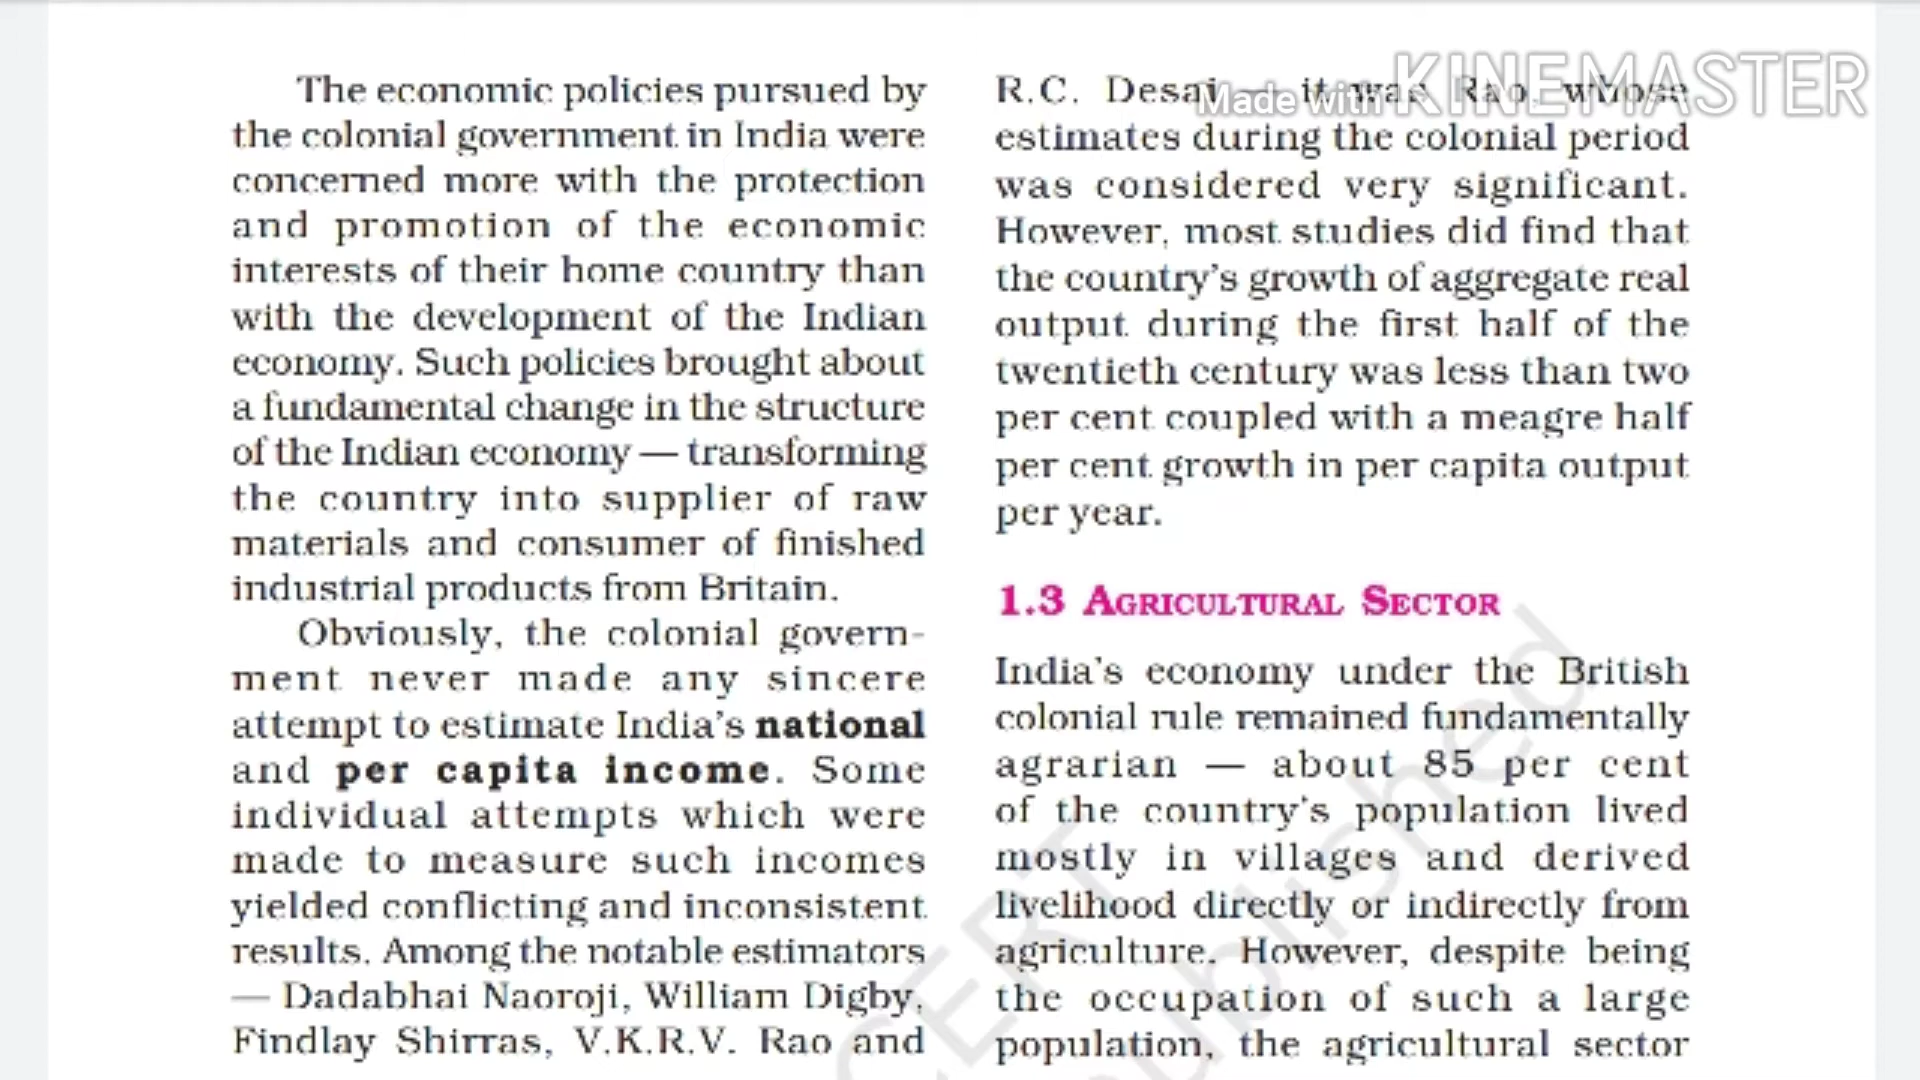 The economic policies pursued by
the colonial government in India were
concerned more with the protection
and promotion of the economic
interests of their home country than
with the development of the Indian
economy. Such policies brought about
a fundamental change in the structure
of the Indian economy — transforming
the country into supplier of raw
materials and consumer of finished
industrial products from Britain.
Obviously, the colonial govern-
ment never made any sincere
attempt to estimate India's national
and per capita income. Some
individual attempts which were
made to measure such incomes
yielded conflicting and inconsistent
results. Among the notable estimators
— Dadabhai Naoroji, William Digby,
Findlay Shirras, V.K.R.V. Rao and
R.C. Desai — it was Rao, whose
estimates during the colonial period
was considered very significant.
However, most studies did find that
the country's growth of aggregate real
output during the first half of the
twentieth century was less than two
per cent coupled with a meagre half
per cent growth in per capita output
per year.
1.3 AGRICULTURAL SECTOR
India's economy under the British
colonial rule remained fundamentally
agrarian — about 85 per cent
of the country's population lived
mostly in villages and derived
livelihood directly or indirectly from
agriculture. However, despite being
the occupation of such a large
population, the agricultural sector
Made with KINEMASTER